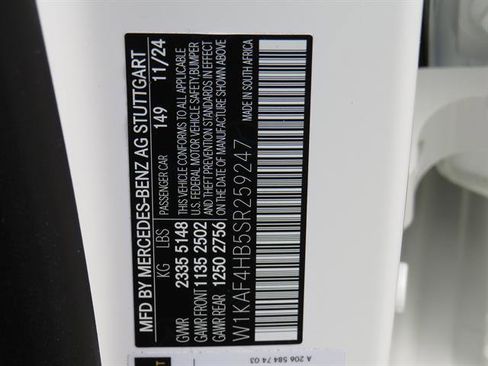 MFD BY MERCEDES-BENZ AG STUTTGART
KG LBS PASSENGER CAR 149 11/24
GVWR 2335 5148 THIS VEHICLE CONFORMS TO ALL APPLICABLE
GAWR FRONT 1135 2502 U.S. FEDERAL MOTOR VEHICLE SAFETY, BUMPER,
GAWR REAR 1250 2756 AND THEFT PREVENTION STANDARDS IN EFFECT
ON THE DATE OF MANUFACTURE SHOWN ABOVE
W1KAF4HB5SR259247 MADE IN SOUTH AFRICA
A 206 584 74 03